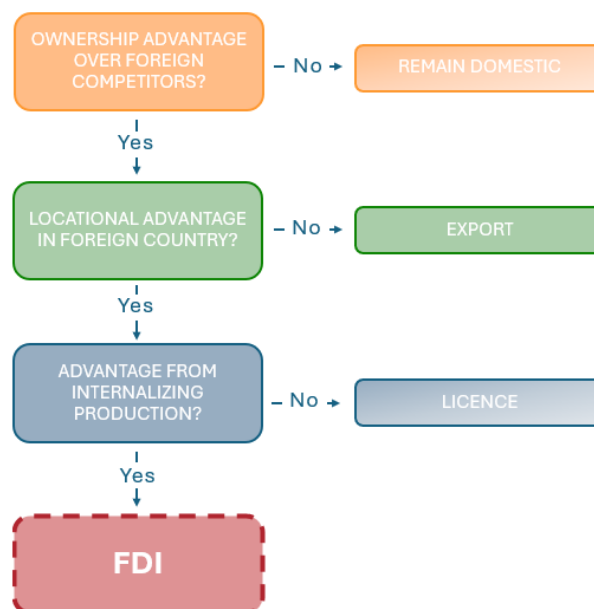 OWNERSHIP ADVANTAGE
OVER FOREIGN
COMPETITORS?
No
REMAIN DOMESTIC
Yes
LOCATIONAL ADVANTAGE
IN FOREIGN COUNTRY?
No
EXPORT
Yes
ADVANTAGE FROM
INTERNALIZING
PRODUCTION?
No
LICENCE
Yes
FDI